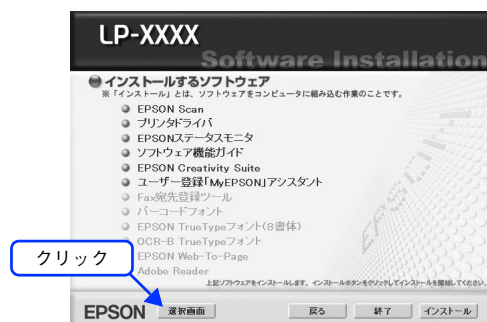 LP-XXXX
Software Installation
インストールするソフトウェア
※「インストール」とは、ソフトウェアをコンピュータに組み込む作業のことです。
EPSON Scan
プリンタドライバ
EPSONステータスモニタ
ソフトウェア機能ガイド
EPSON Creativity Suite
ユーザー登録「MyEPSON」アシスタント
Fax宛先登録ツール
バーコードフォント
EPSON TrueTypeフォント(8書体)
OCR-B TrueTypeフォント
EPSON Web-To-Page
Adobe Reader
クリック
上記ソフトウェアをインストールします。インストールボタンをクリックしてインストールを開始してください。
EPSON 選択画面 戻る 終了 インストール